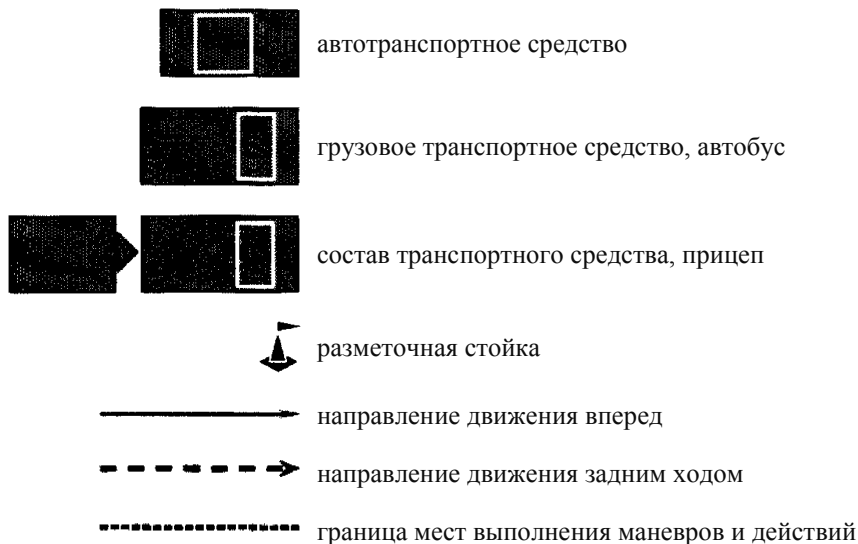 автотранспортное средство
грузовое транспортное средство, автобус
состав транспортного средства, прицеп
разметочная стойка
направление движения вперед
направление движения задним ходом
граница мест выполнения маневров и действий